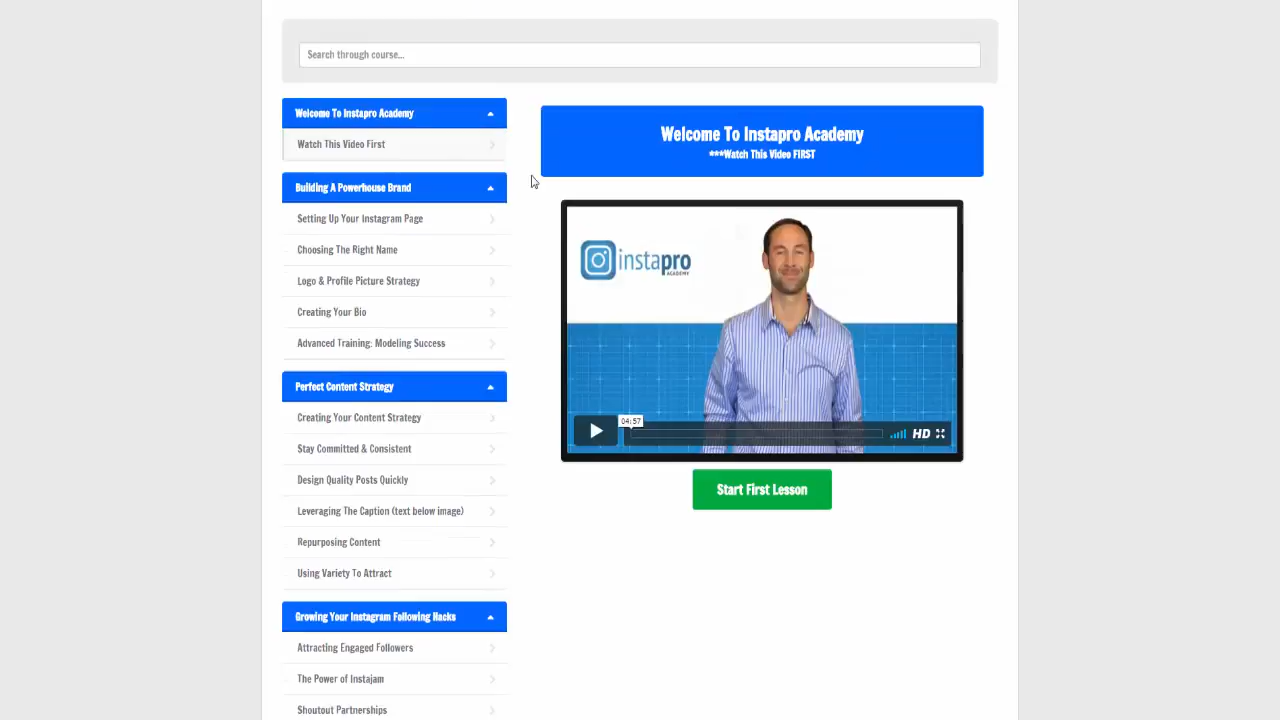 Search through course...
Welcome To Instapro Academy
Watch This Video First
Building A Powerhouse Brand
Setting Up Your Instagram Page
Choosing The Right Name
Logo & Profile Picture Strategy
Creating Your Bio
Advanced Training: Modeling Success
Perfect Content Strategy
Creating Your Content Strategy
Stay Committed & Consistent
Design Quality Posts Quickly
Leveraging The Caption (text below image)
Repurposing Content
Using Variety To Attract
Growing Your Instagram Following Hacks
Attracting Engaged Followers
The Power of Instajam
Shoutout Partnerships
Welcome To Instapro Academy
***Watch This Video FIRST
instapro
ACADEMY
04:57
HD
Start First Lesson